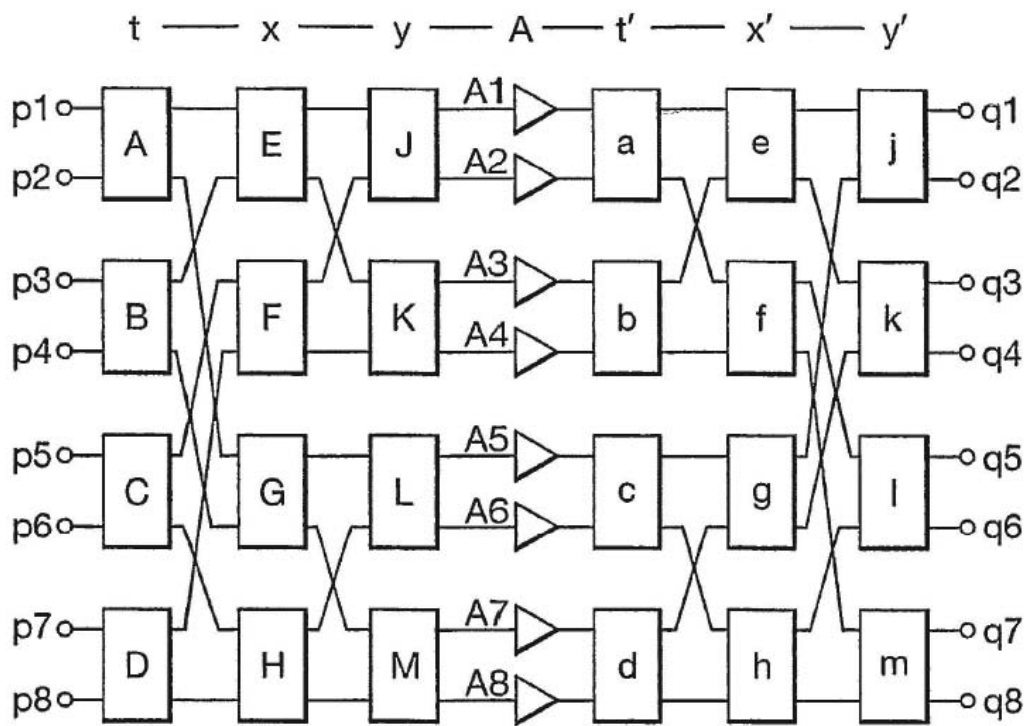 t x y A t′ x′ y′
p1 A E J A1 a e j q1
p2 A2 q2
p3 B F K A3 b f k q3
p4 A4 q4
p5 C G L A5 c g l q5
p6 A6 q6
p7 D H M A7 d h m q7
p8 A8 q8